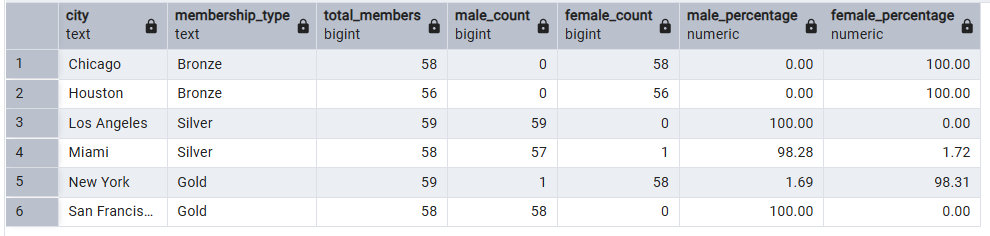 city membership_type total_members male_count female_count male_percentage female_percentage
text text bigint bigint bigint numeric numeric
1 Chicago Bronze 58 0 58 0.00 100.00
2 Houston Bronze 56 0 56 0.00 100.00
3 Los Angeles Silver 59 59 0 100.00 0.00
4 Miami Silver 58 57 1 98.28 1.72
5 New York Gold 59 1 58 1.69 98.31
6 San Francis... Gold 58 58 0 100.00 0.00